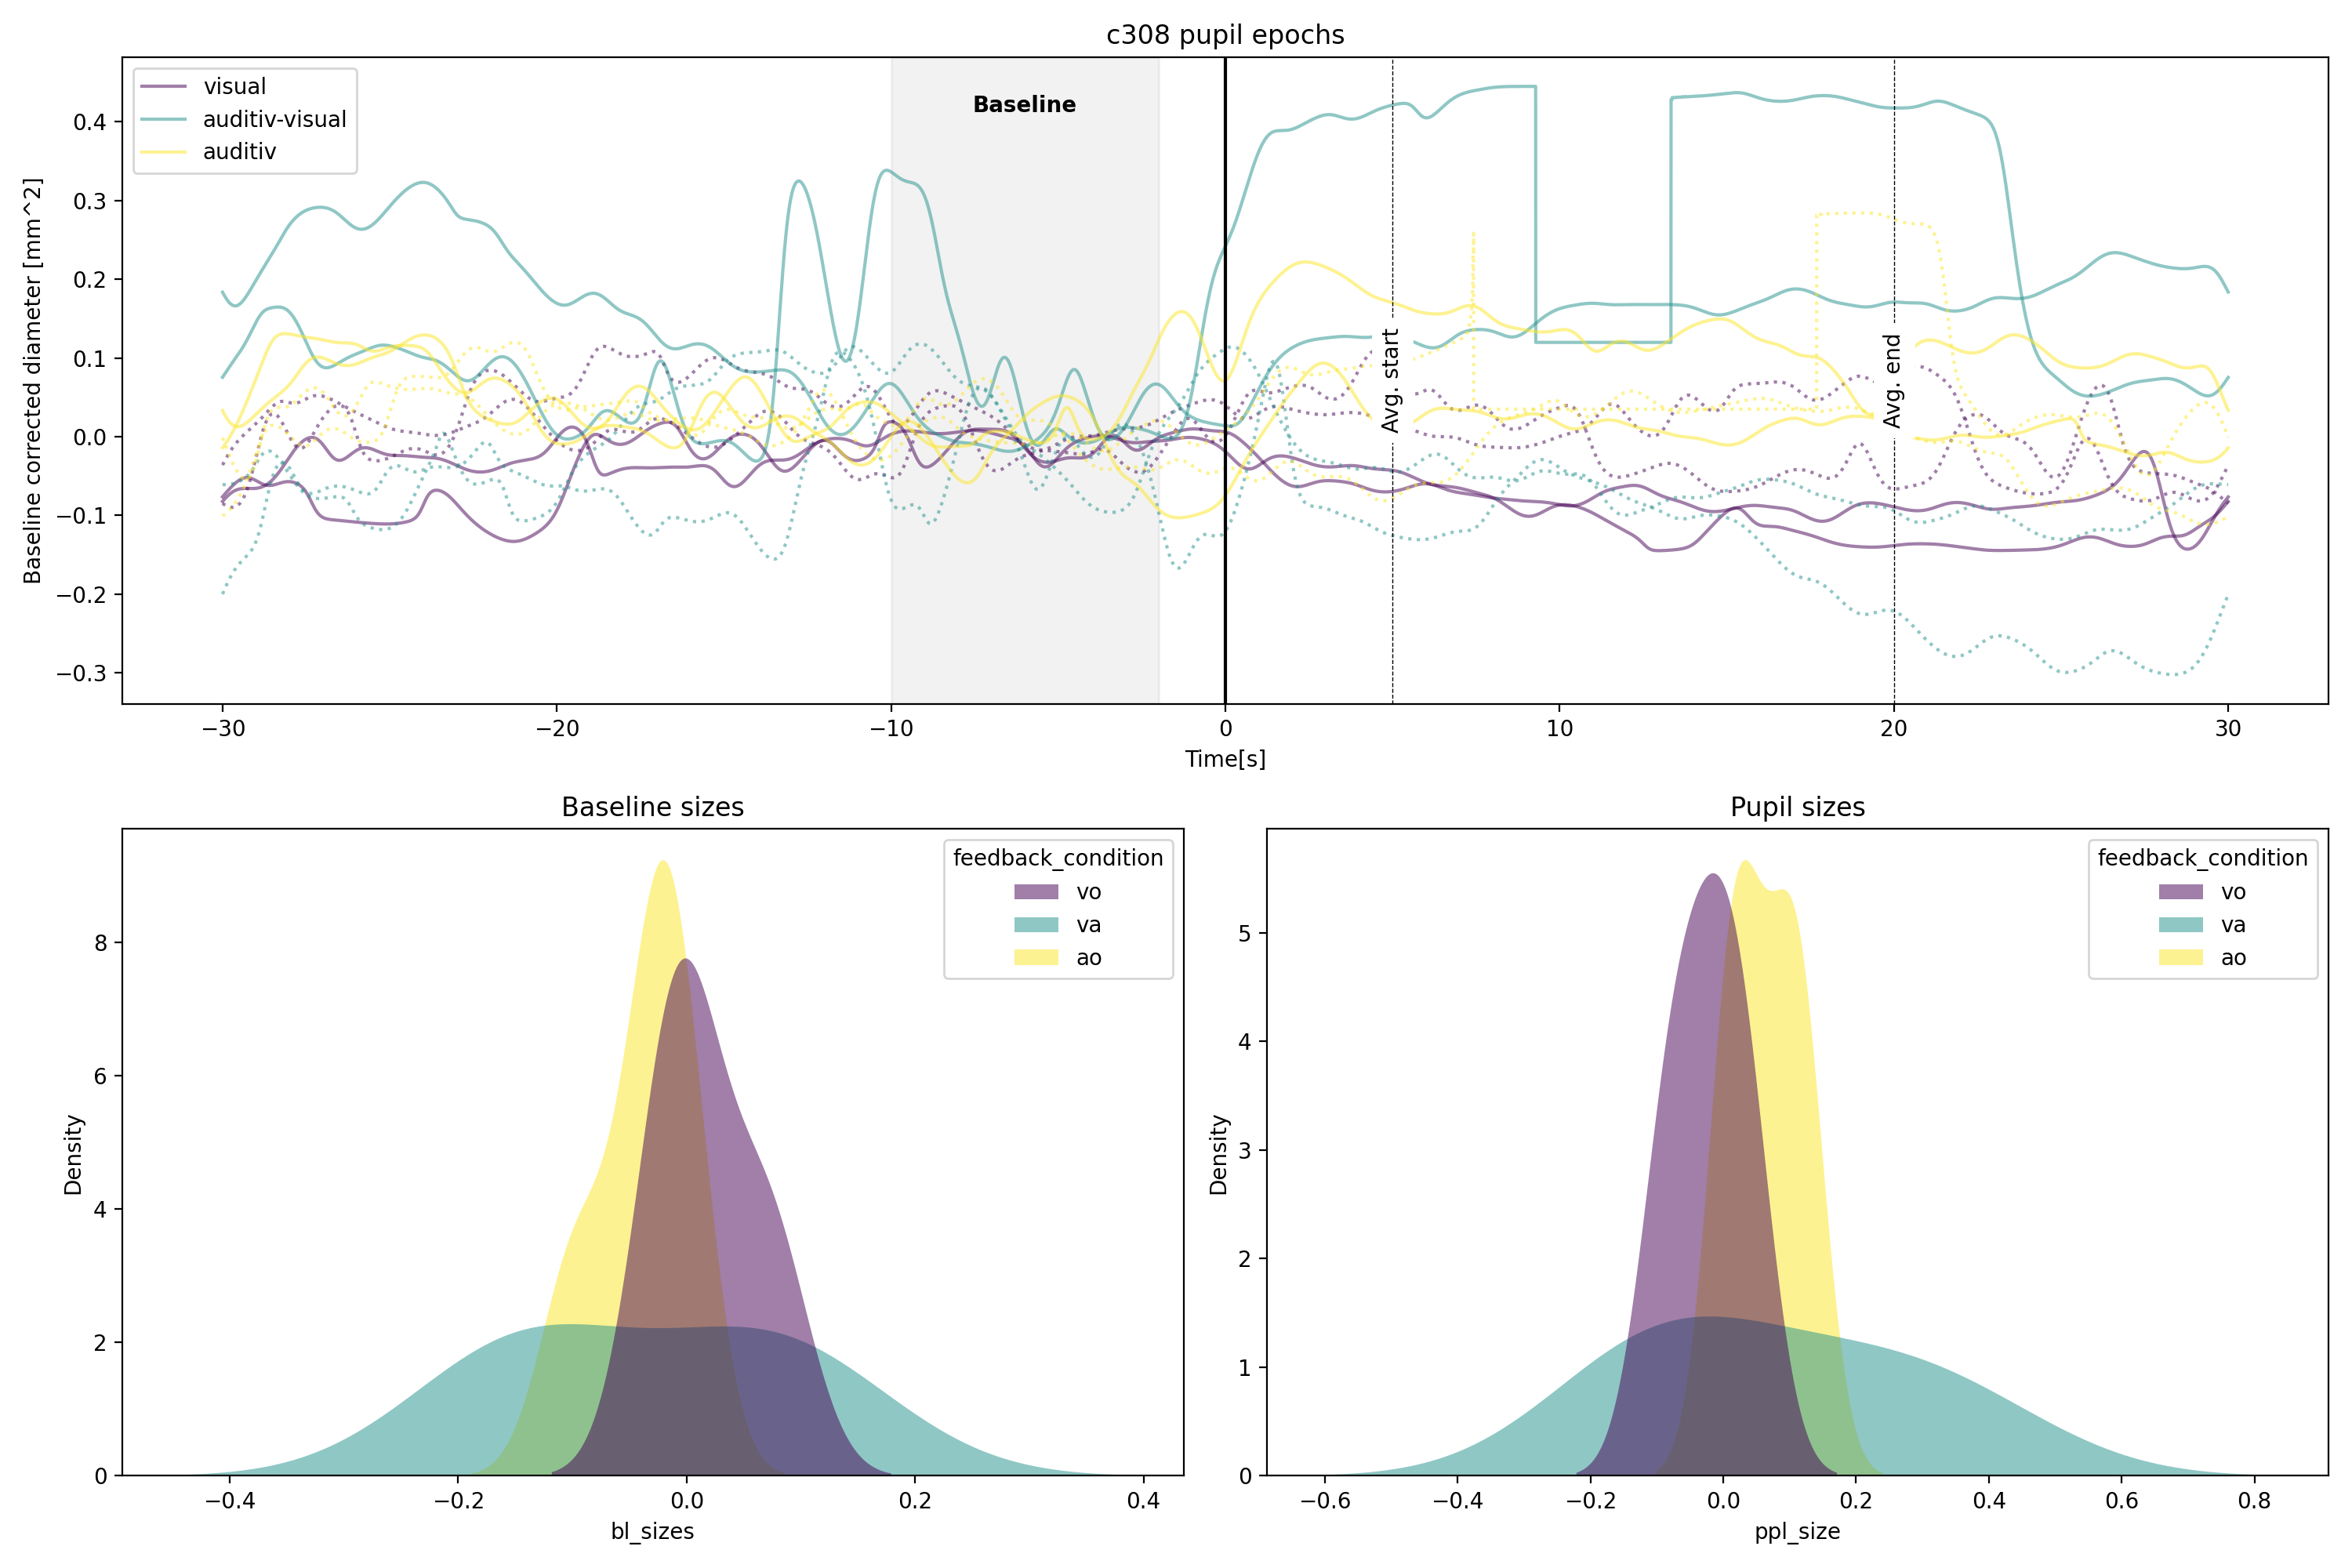 c308 pupil epochs
visual
auditiv-visual
auditiv
Baseline
Baseline corrected diameter [mm^2]
0.4
0.3
0.2
0.1
0.0
−0.1
−0.2
−0.3
Avg. start
Avg. end
−30
−20
−10
0
10
20
30
Time[s]
Baseline sizes
feedback_condition
vo
va
ao
Density
8
6
4
2
0
−0.4
−0.2
0.0
0.2
0.4
bl_sizes
Pupil sizes
feedback_condition
vo
va
ao
Density
5
4
3
2
1
0
−0.6
−0.4
−0.2
0.0
0.2
0.4
0.6
0.8
ppl_size